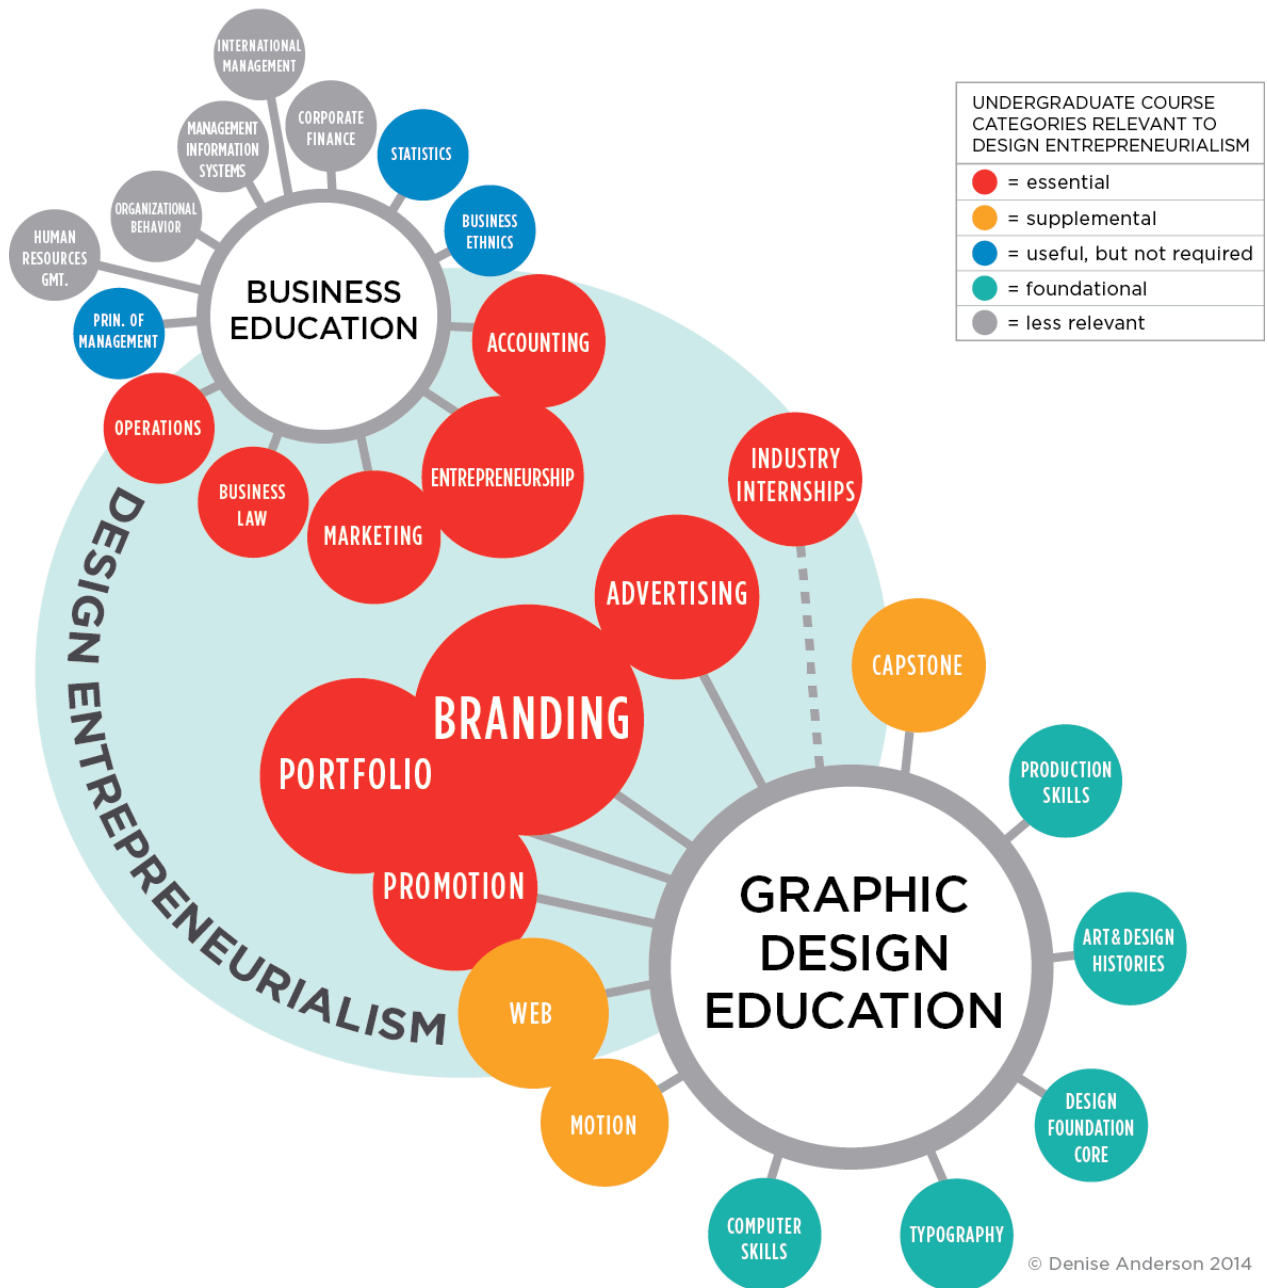 INTERNATIONAL
MANAGEMENT
CORPORATE
FINANCE
MANAGEMENT
INFORMATION
SYSTEMS
STATISTICS
ORGANIZATIONAL
BEHAVIOR
BUSINESS
ETHNICS
HUMAN
RESOURCES
GMT.
PRIN. OF
MANAGEMENT
BUSINESS
EDUCATION
ACCOUNTING
OPERATIONS
BUSINESS
LAW
MARKETING
ENTREPRENEURSHIP
UNDERGRADUATE COURSE
CATEGORIES RELEVANT TO
DESIGN ENTREPRENEURIALISM
= essential
= supplemental
= useful, but not required
= foundational
= less relevant
INDUSTRY
INTERNSHIPS
ADVERTISING
DESIGN ENTREPRENEURIALISM
BRANDING
PORTFOLIO
PROMOTION
WEB
MOTION
CAPSTONE
PRODUCTION
SKILLS
GRAPHIC
DESIGN
EDUCATION
ART & DESIGN
HISTORIES
DESIGN
FOUNDATION
CORE
COMPUTER
SKILLS
TYPOGRAPHY
© Denise Anderson 2014